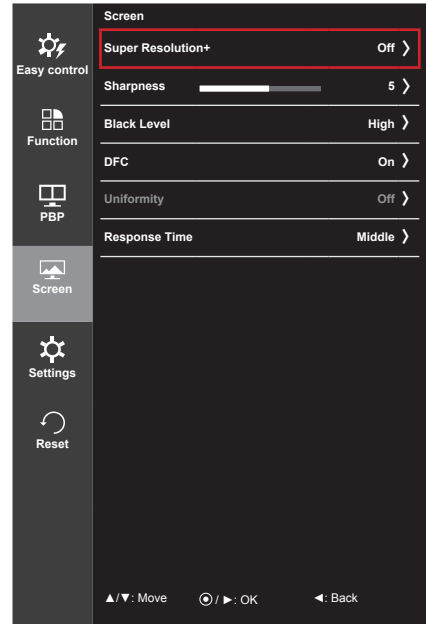 Screen
Super Resolution+ Off ❯
Sharpness 5 ❯
Black Level High ❯
DFC On ❯
Uniformity Off ❯
Response Time Middle ❯
Easy control
Function
PBP
Screen
Settings
Reset
▲/▼: Move ⦿ / ►: OK ◄: Back